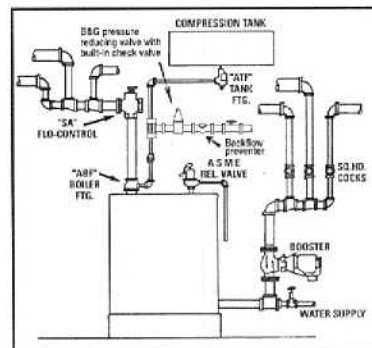 COMPRESSION TANK
B&G pressure
reducing valve with
built-in check valve
"ATF"
TANK
FTG.
"SA"
FLO-CONTROL
Backflow
preventer
"ABF"
BOILER
FTG.
A S M E
REL. VALVE
SQ. HD.
COCKS
BOOSTER
WATER SUPPLY